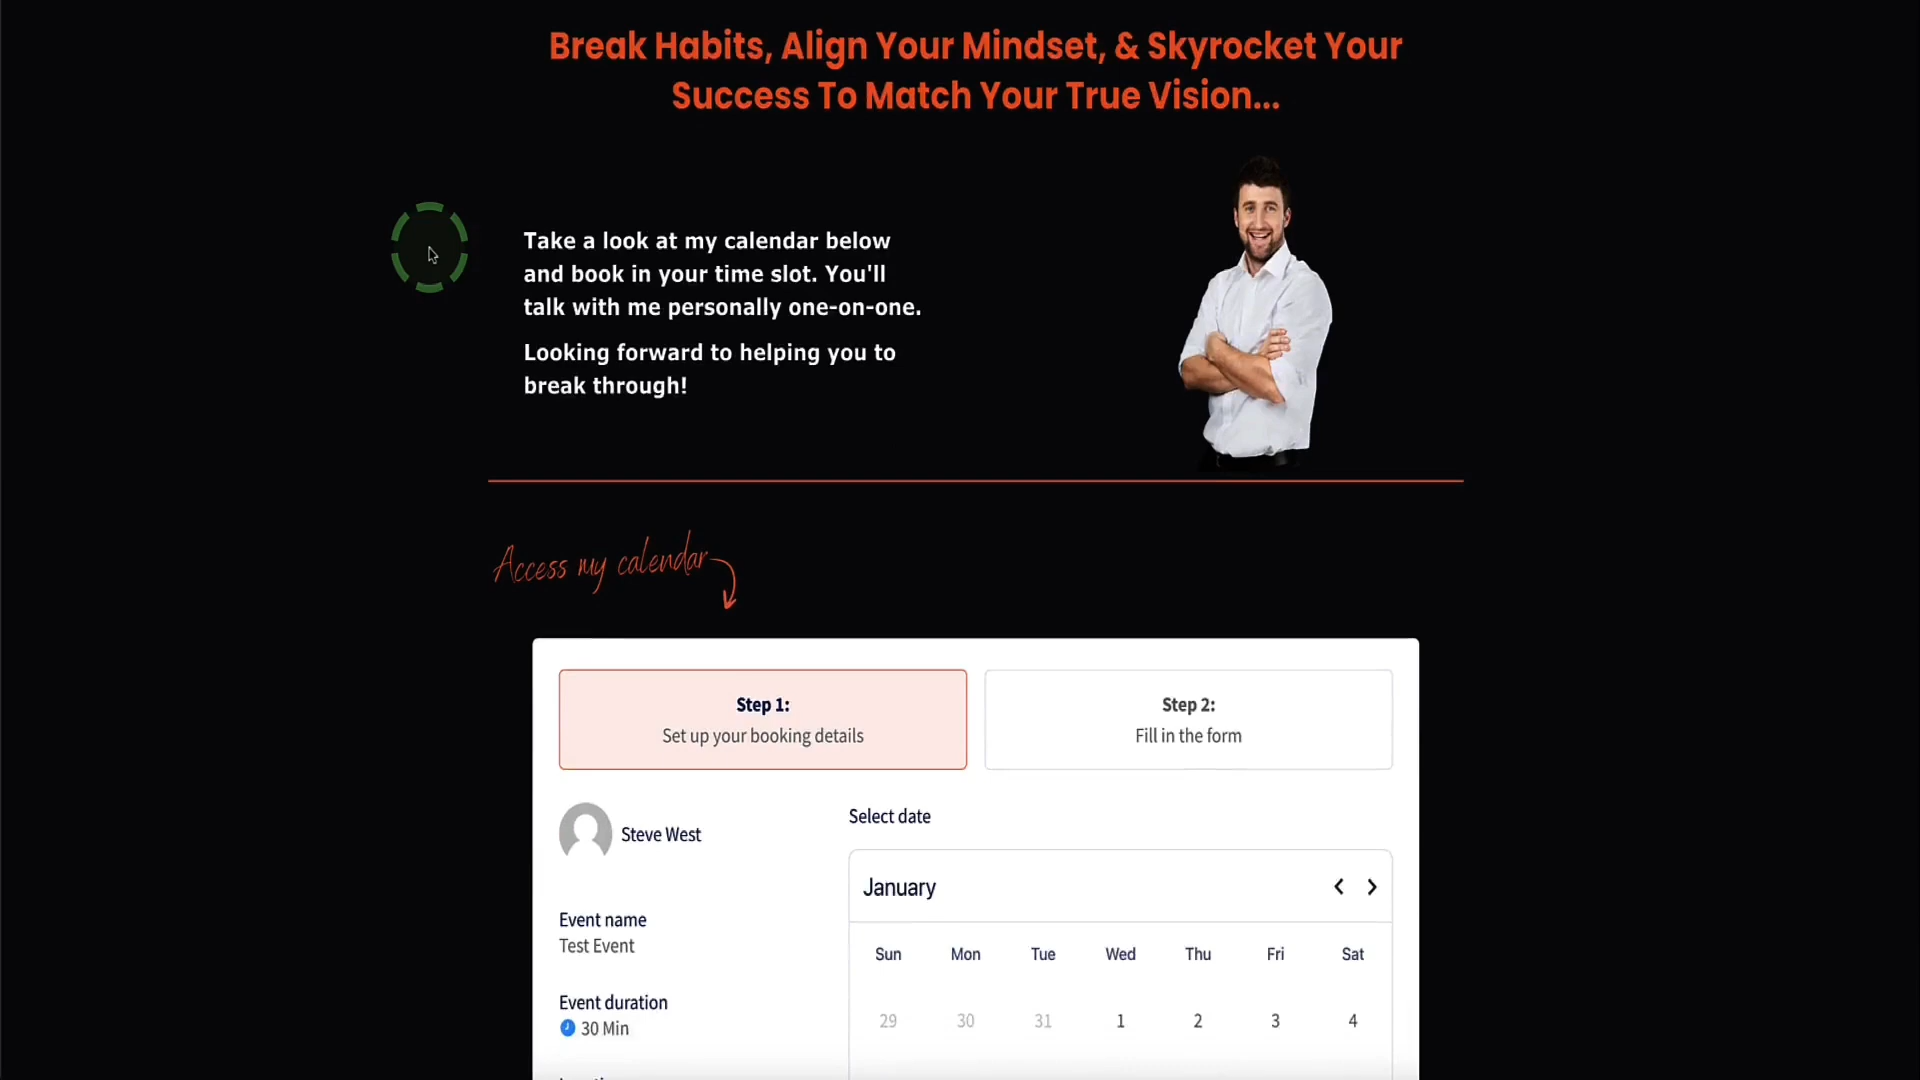 Break Habits, Align Your Mindset, & Skyrocket Your
Success To Match Your True Vision...
Take a look at my calendar below
and book in your time slot. You'll
talk with me personally one-on-one.
Looking forward to helping you to
break through!
Access my calendar
Step 1:
Set up your booking details
Step 2:
Fill in the form
Steve West
Select date
January
Event name
Test Event
Sun Mon Tue Wed Thu Fri Sat
Event duration
30 Min
29 30 31 1 2 3 4